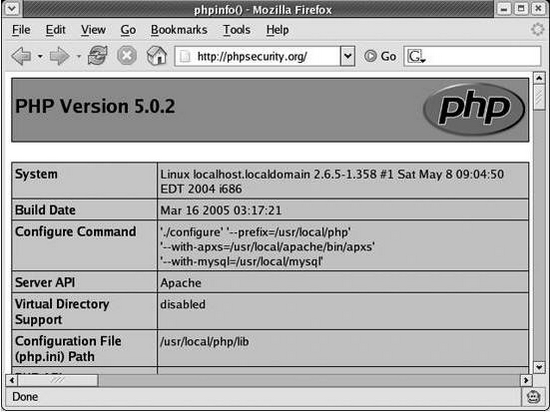 phpinfo() - Mozilla Firefox
File Edit View Go Bookmarks Tools Help
http://phpsecurity.org/ Go G
PHP Version 5.0.2
php
System Linux localhost.localdomain 2.6.5-1.358 #1 Sat May 8 09:04:50
EDT 2004 i686
Build Date Mar 16 2005 03:17:21
Configure Command './configure' '--prefix=/usr/local/php'
'--with-apxs=/usr/local/apache/bin/apxs'
'--with-mysql=/usr/local/mysql'
Server API Apache
Virtual Directory disabled
Support
Configuration File /usr/local/php/lib
(php.ini) Path
Done